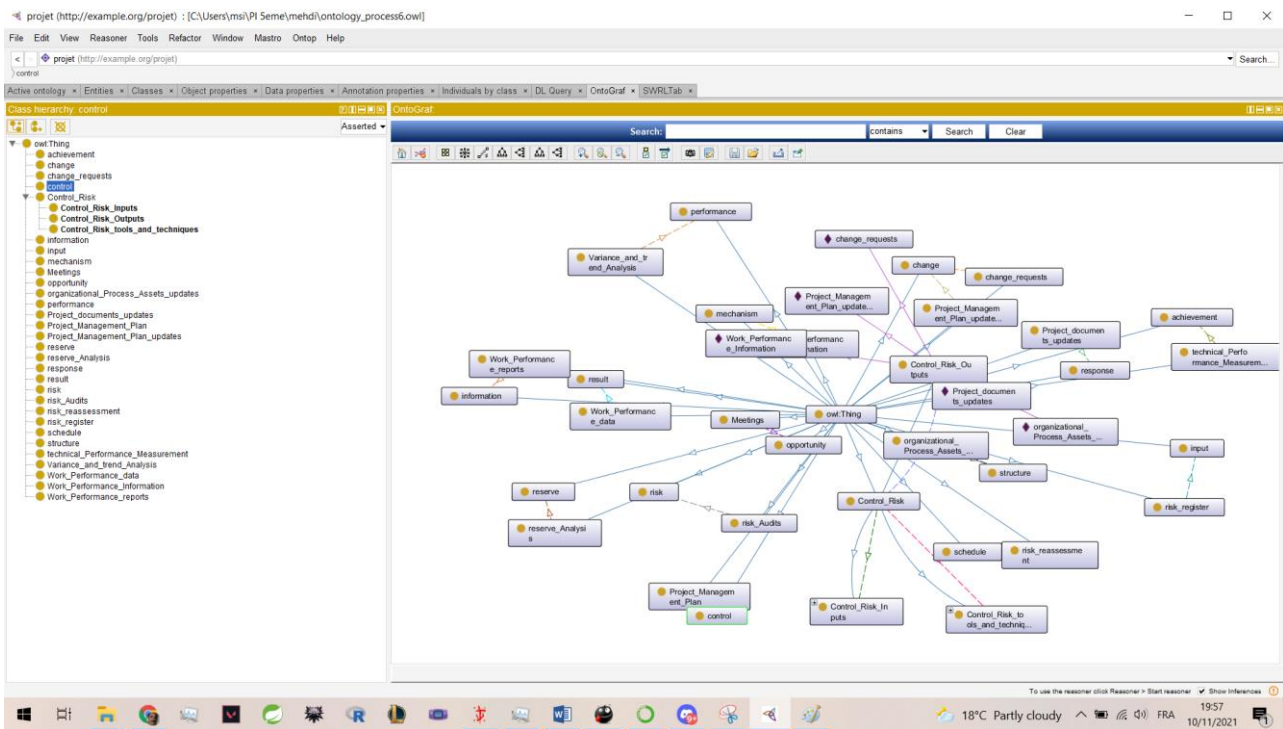 projet (http://example.org/projet) : [C:\Users\msi\PI 5eme\mehdi\ontology_process6.owl]
File Edit View Reasoner Tools Refactor Window Mastro Ontop Help
< > projet (http://example.org/projet) Search...
control
Active ontology × Entities × Classes × Object properties × Data properties × Annotation properties × Individuals by class × DL Query × OntoGraf × SWRLTab ×
Class hierarchy: control
Asserted
owl:Thing
achievement
change
change_requests
control
Control_Risk
Control_Risk_Inputs
Control_Risk_Outputs
Control_Risk_tools_and_techniques
information
input
mechanism
Meetings
opportunity
organizational_Process_Assets_updates
performance
Project_documents_updates
Project_Management_Plan
Project_Management_Plan_updates
reserve
reserve_Analysis
response
result
risk
risk_Audits
risk_reassessment
risk_register
schedule
structure
technical_Performance_Measurement
Variance_and_trend_Analysis
Work_Performance_data
Work_Performance_Information
Work_Performance_reports
OntoGraf
Search: contains Search Clear
performance
change_requests
Variance_and_tr
end_Analysis
change
change_requests
Project_Managem
ent_Plan_update...
Project_Managem
ent_Plan_update...
mechanism
achievement
Project_documen
ts_updates
Work_Performanc
e_Information
erformanc
nation
technical_Perfo
rmance_Measurem...
Work_Performanc
e_reports
Control_Risk_Ou
tputs
response
result
information
Project_documen
ts_updates
Work_Performanc
e_data
Meetings
owl:Thing
organizational_
Process_Assets_...
opportunity
organizational_
Process_Assets_...
input
structure
reserve
risk
Control_Risk
risk_register
reserve_Analysi
s
risk_Audits
schedule
risk_reassessme
nt
Project_Managem
ent_Plan
control
Control_Risk_In
puts
Control_Risk_to
ols_and_techniq...
To use the reasoner click Reasoner > Start reasoner Show Inferences
18°C Partly cloudy FRA 19:57
10/11/2021